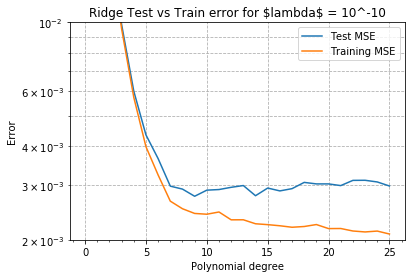 Ridge Test vs Train error for $lambda$ = 10^-10
10⁻²
Test MSE
Training MSE
6 × 10⁻³
4 × 10⁻³
3 × 10⁻³
2 × 10⁻³
Error
0 5 10 15 20 25
Polynomial degree